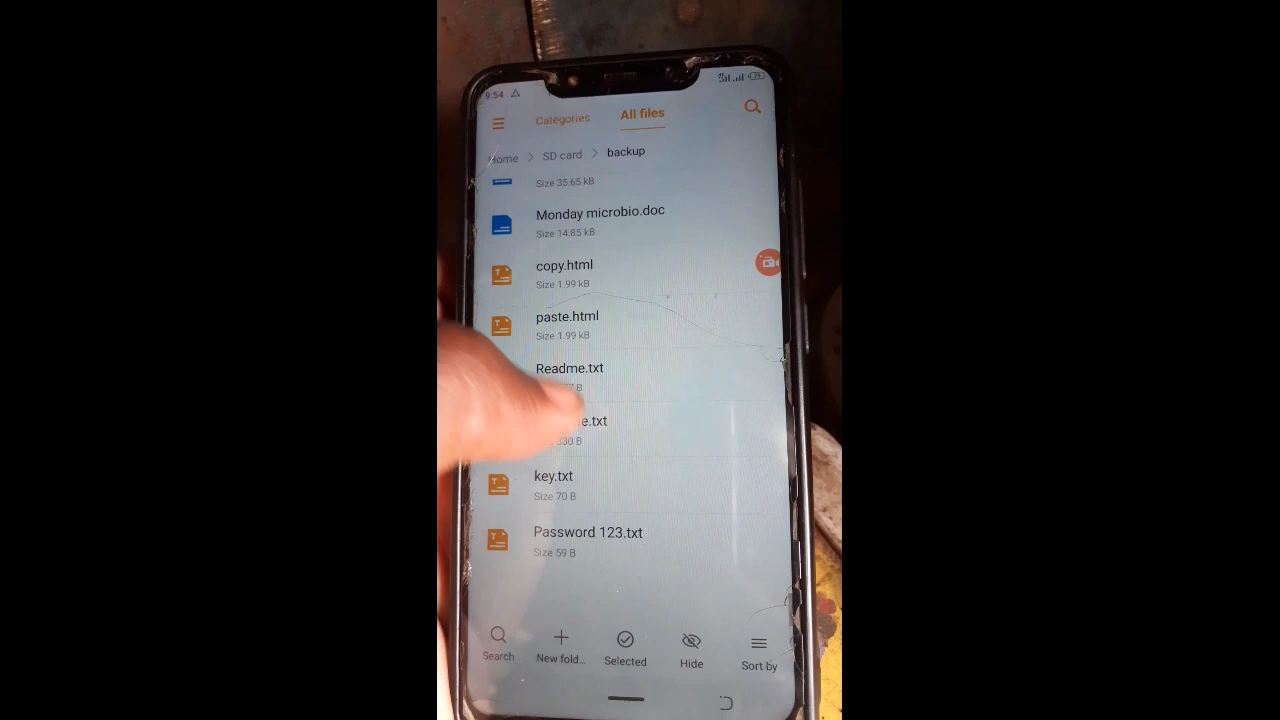 9:54
Categories
All files
Home > SD card > backup
Size 35.65 kB
Monday microbio.doc
Size 14.85 kB
copy.html
Size 1.99 kB
paste.html
Size 1.99 kB
Readme.txt
B
e.txt
330 B
key.txt
Size 70 B
Password 123.txt
Size 59 B
Search
New fold...
Selected
Hide
Sort by